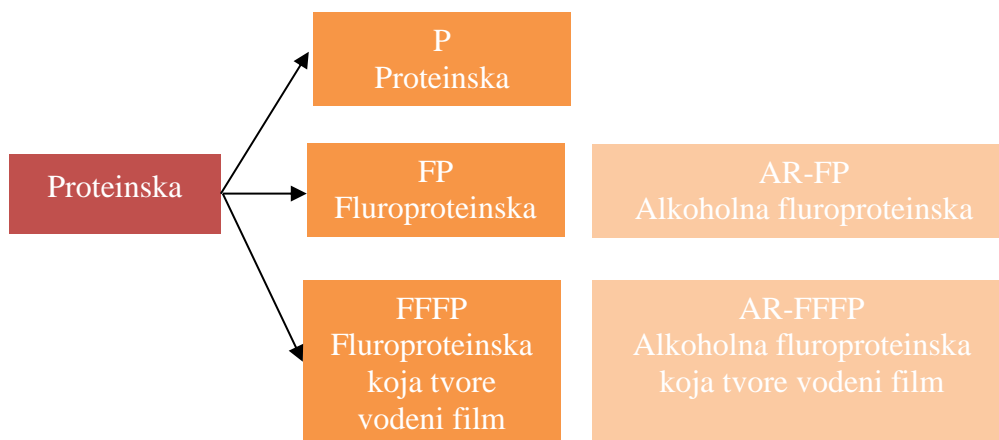 P
Proteinska
Proteinska
FP
Fluroproteinska
AR-FP
Alkoholna fluroproteinska
FFFP
Fluroproteinska
koja tvore
vodeni film
AR-FFFP
Alkoholna fluroproteinska
koja tvore vodeni film